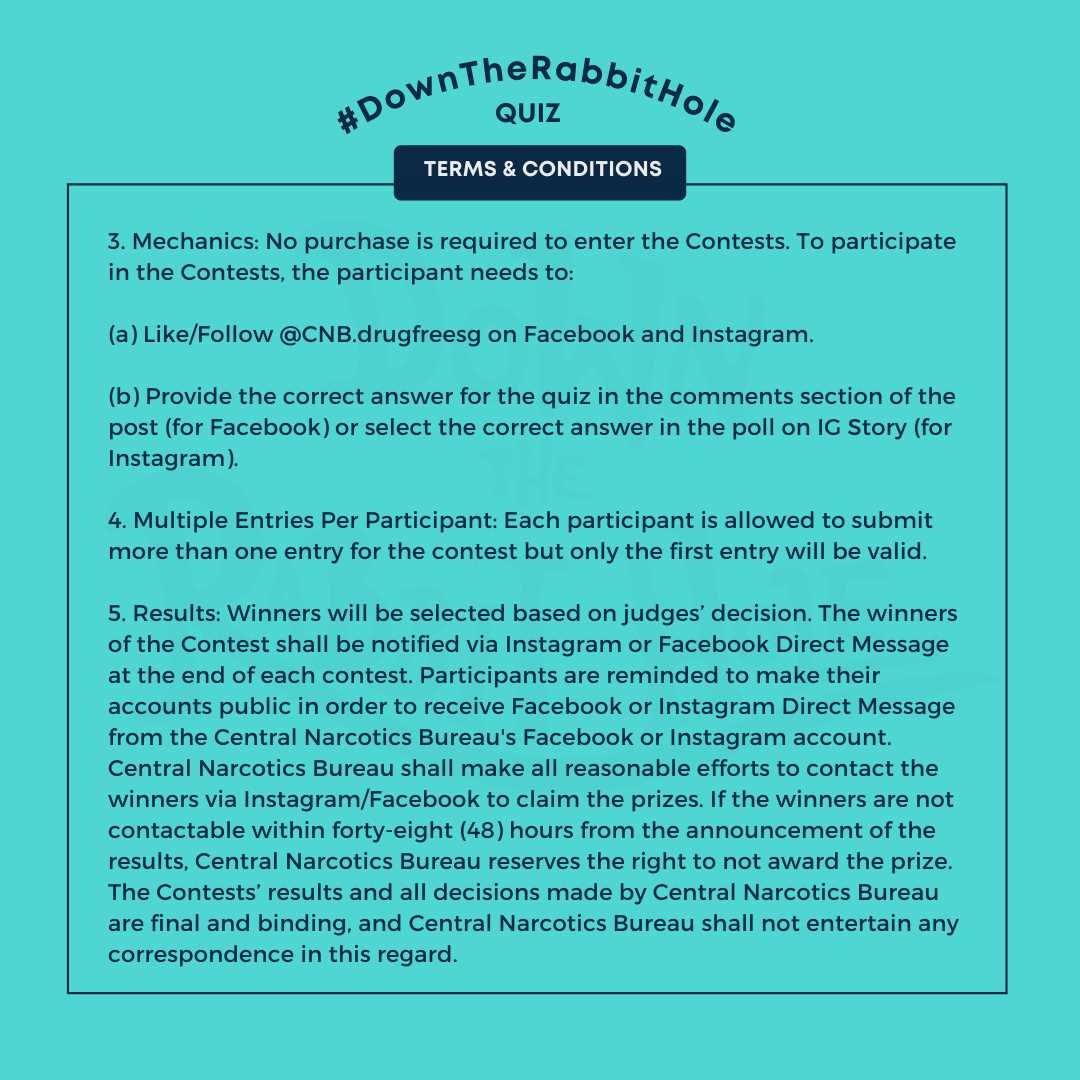 #DownTheRabbitHole
QUIZ
TERMS & CONDITIONS
3. Mechanics: No purchase is required to enter the Contests. To participate
in the Contests, the participant needs to:
(a) Like/Follow @CNB.drugfreesg on Facebook and Instagram.
(b) Provide the correct answer for the quiz in the comments section of the
post (for Facebook) or select the correct answer in the poll on IG Story (for
Instagram).
4. Multiple Entries Per Participant: Each participant is allowed to submit
more than one entry for the contest but only the first entry will be valid.
5. Results: Winners will be selected based on judges’ decision. The winners
of the Contest shall be notified via Instagram or Facebook Direct Message
at the end of each contest. Participants are reminded to make their
accounts public in order to receive Facebook or Instagram Direct Message
from the Central Narcotics Bureau's Facebook or Instagram account.
Central Narcotics Bureau shall make all reasonable efforts to contact the
winners via Instagram/Facebook to claim the prizes. If the winners are not
contactable within forty-eight (48) hours from the announcement of the
results, Central Narcotics Bureau reserves the right to not award the prize.
The Contests’ results and all decisions made by Central Narcotics Bureau
are final and binding, and Central Narcotics Bureau shall not entertain any
correspondence in this regard.